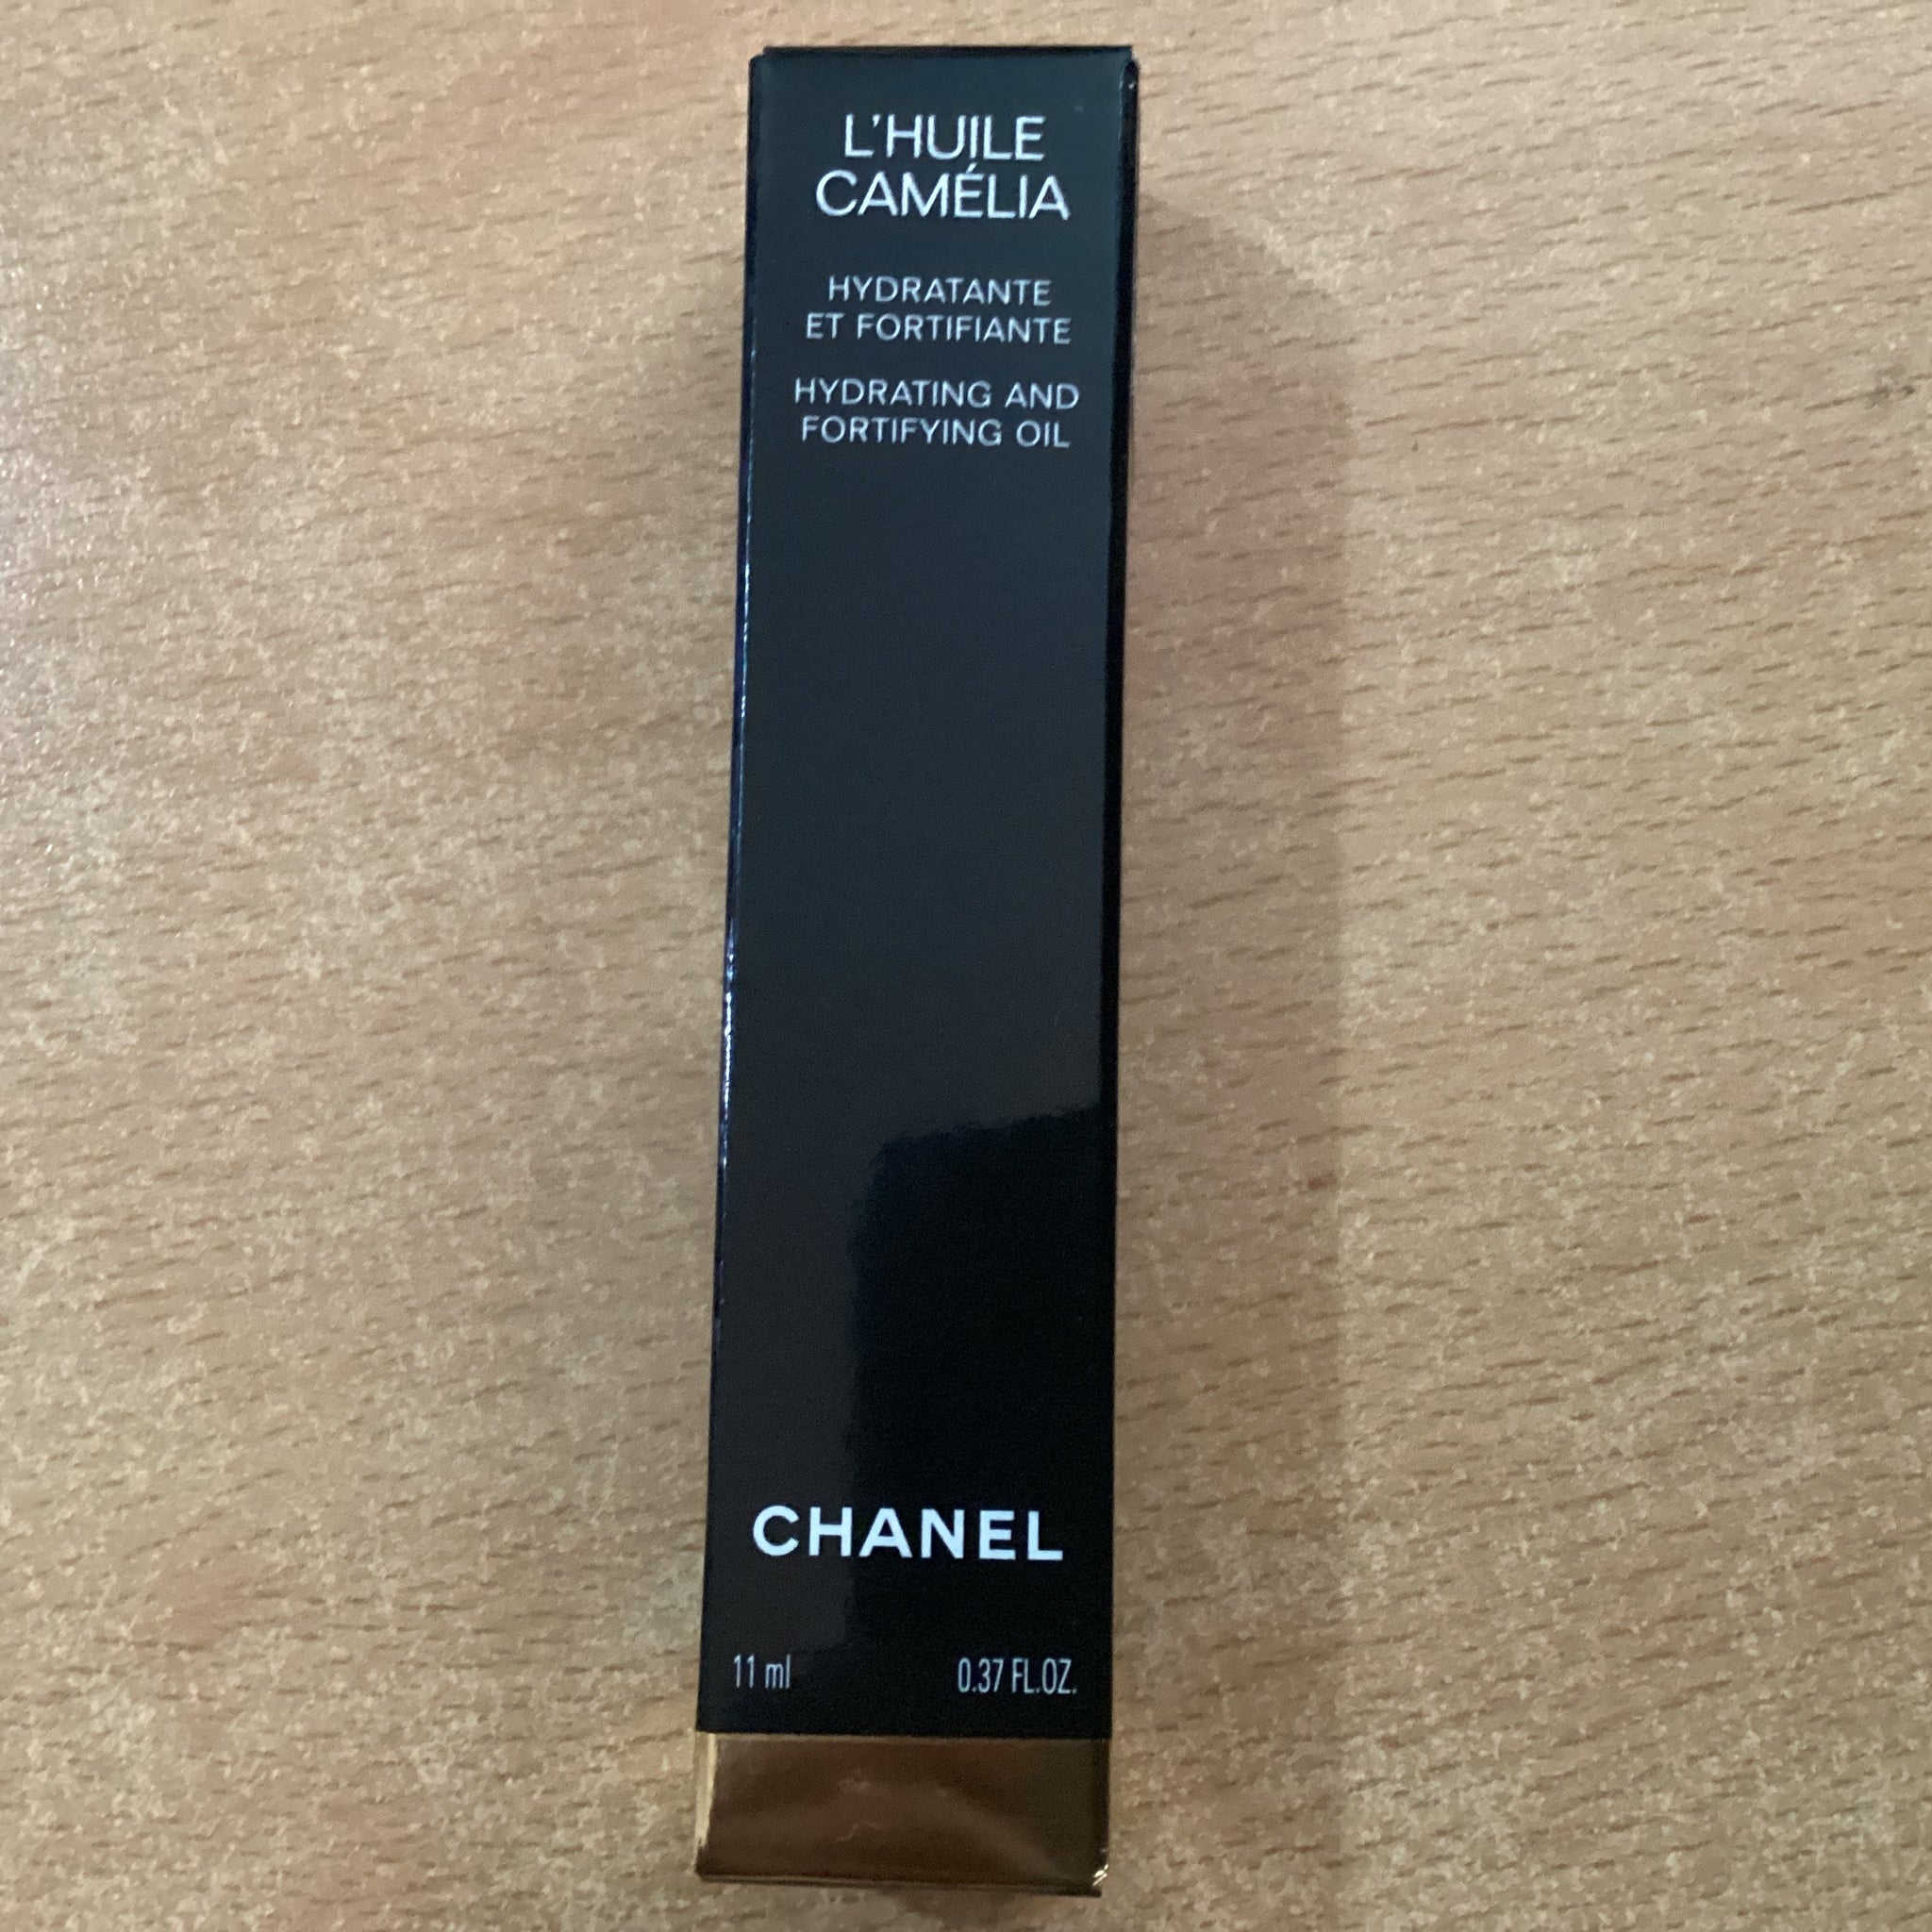 L'HUILE
CAMÉLIA
HYDRATANTE
ET FORTIFIANTE
HYDRATING AND
FORTIFYING OIL
CHANEL
11 ml 0.37 FL.OZ.